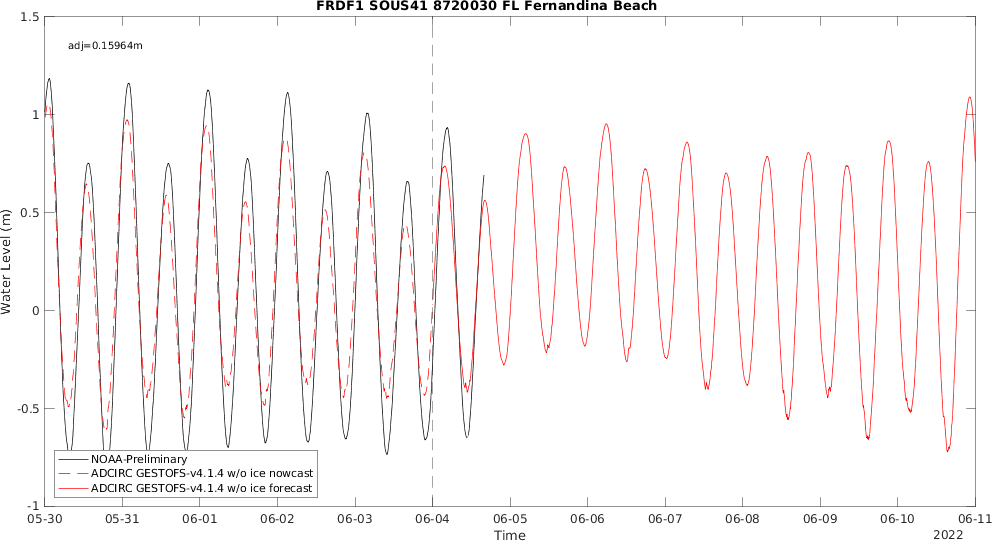 FRDF1 SOUS41 8720030 FL Fernandina Beach
1.5
adj=0.15964m
1
0.5
Water Level (m)
0
-0.5
NOAA-Preliminary
ADCIRC GESTOFS-v4.1.4 w/o ice nowcast
ADCIRC GESTOFS-v4.1.4 w/o ice forecast
-1
05-30 05-31 06-01 06-02 06-03 06-04 06-05 06-06 06-07 06-08 06-09 06-10 06-11
Time
2022